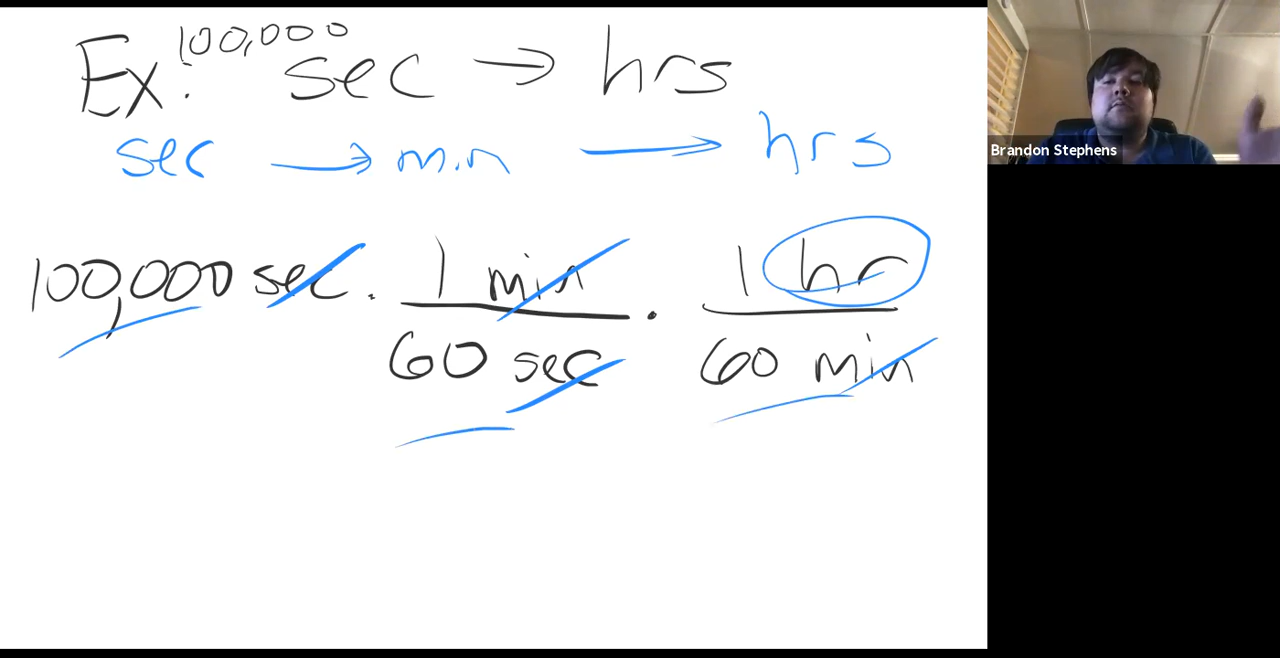 Ex: 100,000 sec → hrs
sec → min → hrs
100,000 sec · 1 min / 60 sec · 1 hr / 60 min
Brandon Stephens